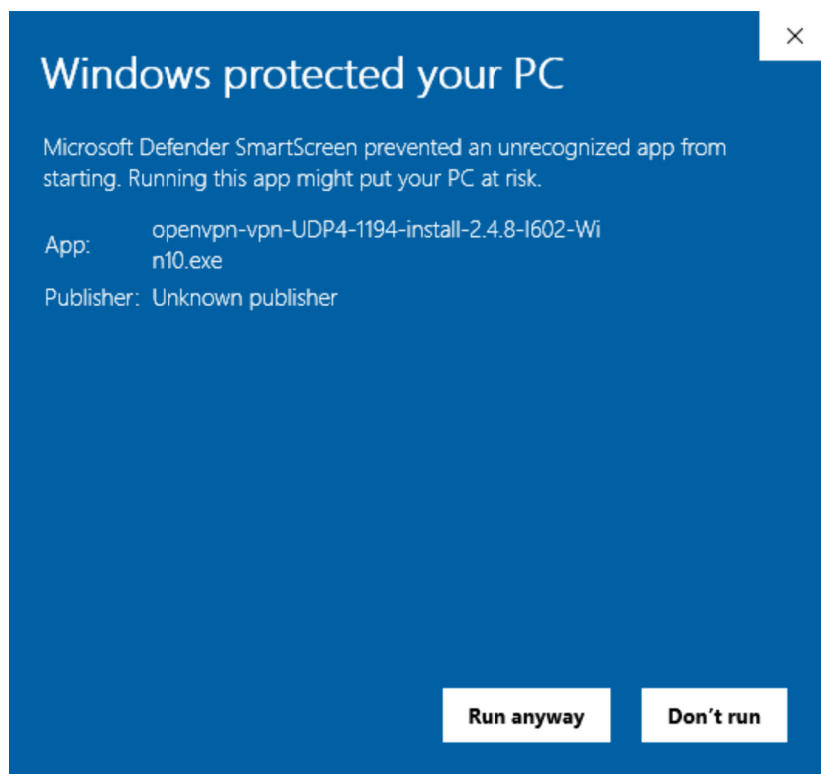 Windows protected your PC
Microsoft Defender SmartScreen prevented an unrecognized app from
starting. Running this app might put your PC at risk.
App: openvpn-vpn-UDP4-1194-install-2.4.8-I602-Wi
n10.exe
Publisher: Unknown publisher
Run anyway Don't run